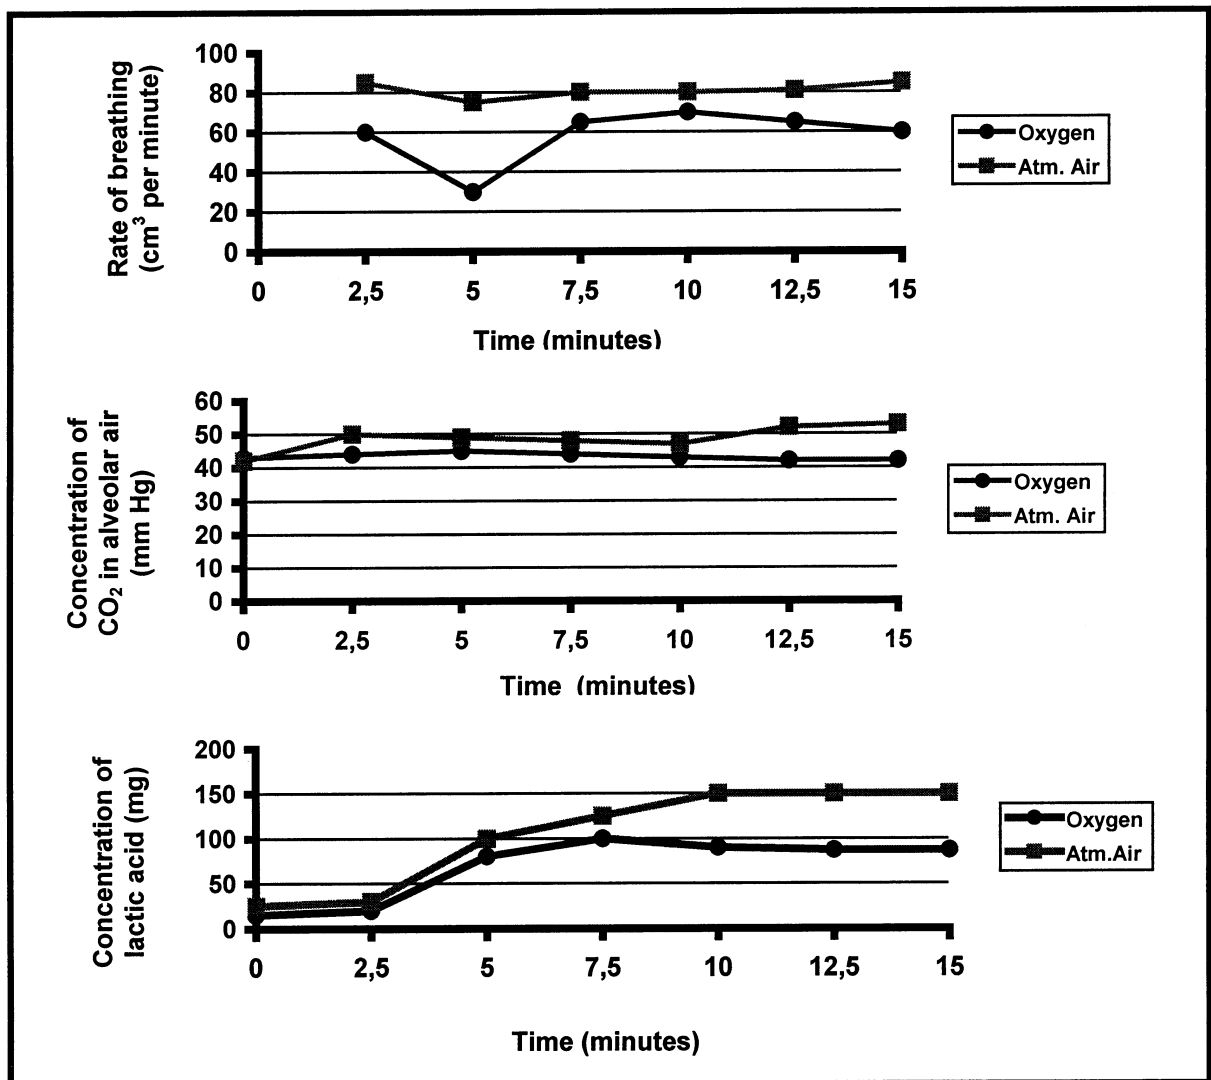 Rate of breathing
(cm³ per minute)
100
80
60
40
20
0
0 2,5 5 7,5 10 12,5 15
Time (minutes)
Oxygen
Atm. Air
Concentration of
CO₂ in alveolar air
(mm Hg)
60
50
40
30
20
10
0
0 2,5 5 7,5 10 12,5 15
Time (minutes)
Oxygen
Atm. Air
Concentration of
lactic acid (mg)
200
150
100
50
0
0 2,5 5 7,5 10 12,5 15
Time (minutes)
Oxygen
Atm.Air